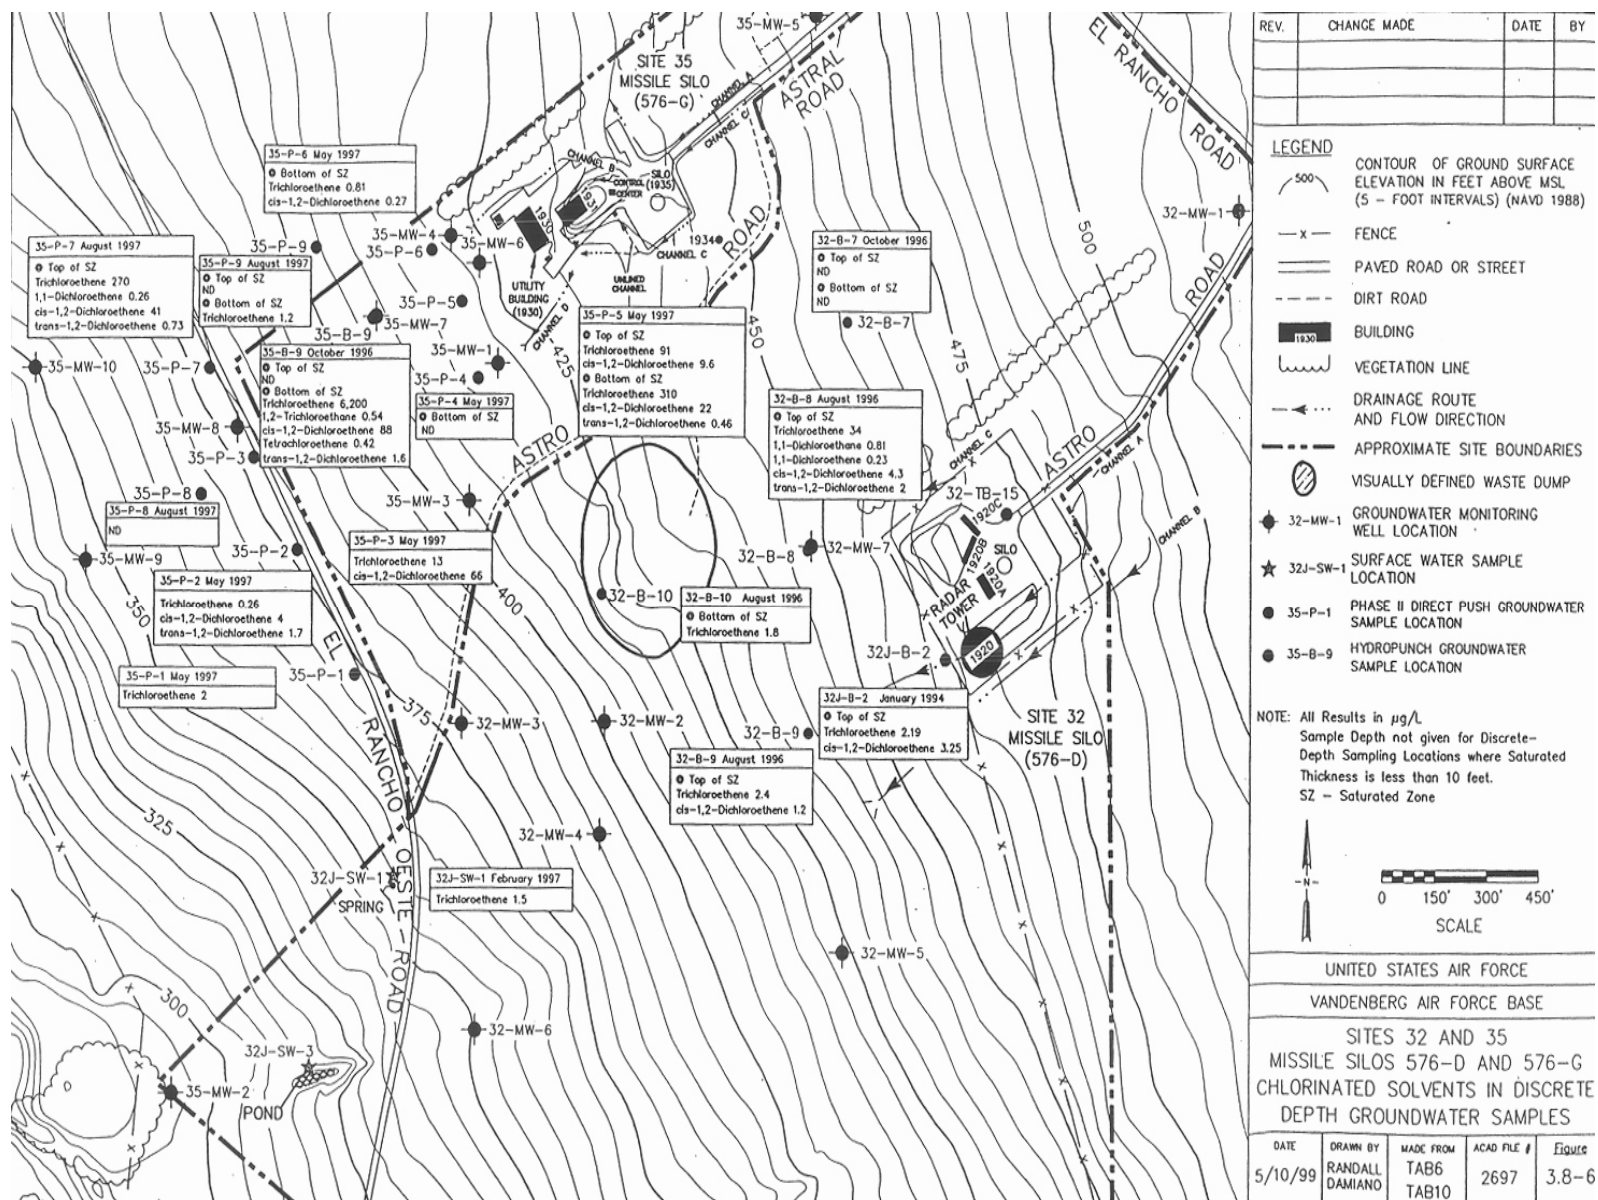 35-MW-5
SITE 35
MISSILE SILO
(576-G)
CHANNEL A
ASTRAL
ROAD
CHANNEL C
EL RANCHO ROAD
35-P-6 May 1997
Bottom of SZ
Trichloroethene 0.81
cis-1,2-Dichloroethene 0.27
CHANNEL B
CONTROL
CENTER
SILO
(1935)
1930
1931
1934
CHANNEL C
UNLINED
CHANNEL
UTILITY
BUILDING
(1930)
CHANNEL D
ROAD
32-MW-1
500
ROAD
35-MW-4
35-P-6
35-MW-6
35-P-9
35-P-7 August 1997
Top of SZ
Trichloroethene 270
1,1-Dichloroethene 0.26
cis-1,2-Dichloroethene 41
trans-1,2-Dichloroethene 0.73
35-P-9 August 1997
Top of SZ
ND
Bottom of SZ
Trichloroethene 1.2
32-B-7 October 1996
Top of SZ
ND
Bottom of SZ
ND
32-B-7
35-P-5
35-MW-7
35-B-9
35-MW-1
35-P-4
425
450
475
35-P-5 May 1997
Top of SZ
Trichloroethene 91
cis-1,2-Dichloroethene 9.6
Bottom of SZ
Trichloroethene 310
cis-1,2-Dichloroethene 22
trans-1,2-Dichloroethene 0.46
35-MW-10
35-P-7
35-B-9 October 1996
Top of SZ
ND
Bottom of SZ
Trichloroethene 6,200
1,2-Trichloroethane 0.54
cis-1,2-Dichloroethene 88
Tetrachloroethene 0.42
trans-1,2-Dichloroethene 1.6
35-P-4 May 1997
Bottom of SZ
ND
32-B-8 August 1996
Top of SZ
Trichloroethene 34
1,1-Dichloroethane 0.81
1,1-Dichloroethene 0.23
cis-1,2-Dichloroethene 4.3
trans-1,2-Dichloroethene 2
35-MW-8
35-P-3
ASTRO
ASTRO
CHANNEL C
CHANNEL A
35-P-8
35-P-8 August 1997
ND
35-MW-3
32-TB-15
1920C
1920B
1920A
SILO
CHANNEL B
35-MW-9
35-P-2
35-P-3 May 1997
Trichloroethene 13
cis-1,2-Dichloroethene 66
32-B-8
32-MW-7
35-P-2 May 1997
Trichloroethene 0.26
cis-1,2-Dichloroethene 4
trans-1,2-Dichloroethene 1.7
350
400
32-B-10
32-B-10 August 1996
Bottom of SZ
Trichloroethene 1.8
RADAR
TOWER
1920
32J-B-2
35-P-1 May 1997
Trichloroethene 2
35-P-1
EL RANCHO OESTE ROAD
375
32-MW-3
32-MW-2
32-B-9
32J-B-2 January 1994
Top of SZ
Trichloroethene 2.19
cis-1,2-Dichloroethene 3.25
SITE 32
MISSILE SILO
(576-D)
32-B-9 August 1996
Top of SZ
Trichloroethene 2.4
cis-1,2-Dichloroethene 1.2
325
32-MW-4
32J-SW-1
SPRING
32J-SW-1 February 1997
Trichloroethene 1.5
32-MW-5
300
32-MW-6
32J-SW-3
35-MW-2
POND
REV. CHANGE MADE DATE BY
LEGEND
500
CONTOUR OF GROUND SURFACE
ELEVATION IN FEET ABOVE MSL
(5 - FOOT INTERVALS) (NAVD 1988)
FENCE
PAVED ROAD OR STREET
DIRT ROAD
1930
BUILDING
VEGETATION LINE
DRAINAGE ROUTE
AND FLOW DIRECTION
APPROXIMATE SITE BOUNDARIES
VISUALLY DEFINED WASTE DUMP
32-MW-1 GROUNDWATER MONITORING
WELL LOCATION
32J-SW-1 SURFACE WATER SAMPLE
LOCATION
35-P-1 PHASE II DIRECT PUSH GROUNDWATER
SAMPLE LOCATION
35-B-9 HYDROPUNCH GROUNDWATER
SAMPLE LOCATION
NOTE: All Results in µg/L
Sample Depth not given for Discrete-
Depth Sampling Locations where Saturated
Thickness is less than 10 feet.
SZ - Saturated Zone
N
0 150' 300' 450'
SCALE
UNITED STATES AIR FORCE
VANDENBERG AIR FORCE BASE
SITES 32 AND 35
MISSILE SILOS 576-D AND 576-G
CHLORINATED SOLVENTS IN DISCRETE
DEPTH GROUNDWATER SAMPLES
DATE
5/10/99
DRAWN BY
RANDALL
DAMIANO
MADE FROM
TAB6
TAB10
ACAD FILE #
2697
Figure
3.8-6